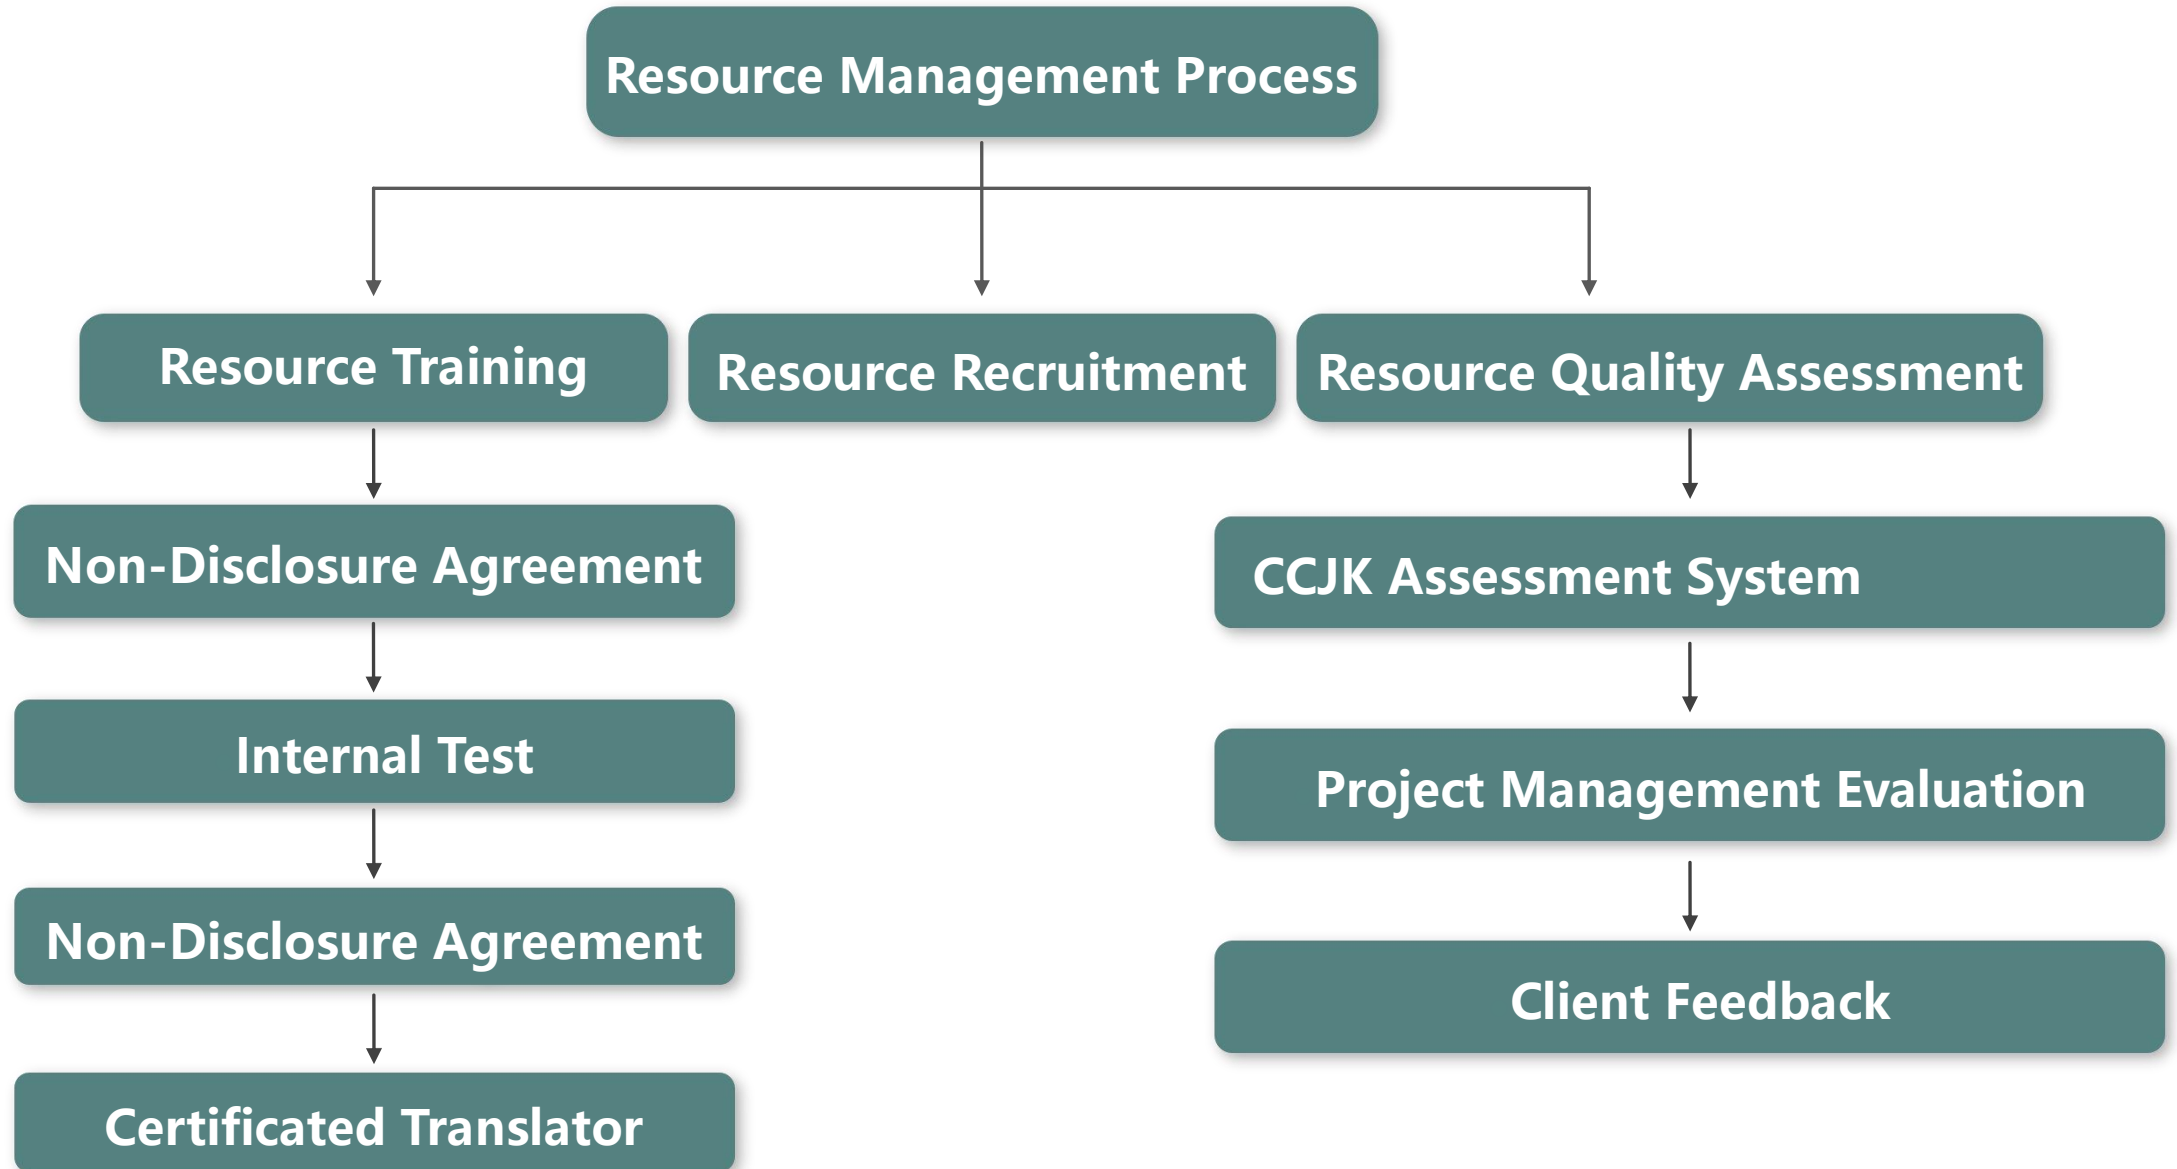 Resource Management Process
Resource Training
Resource Recruitment
Resource Quality Assessment
Non-Disclosure Agreement
CCJK Assessment System
Internal Test
Project Management Evaluation
Non-Disclosure Agreement
Client Feedback
Certificated Translator